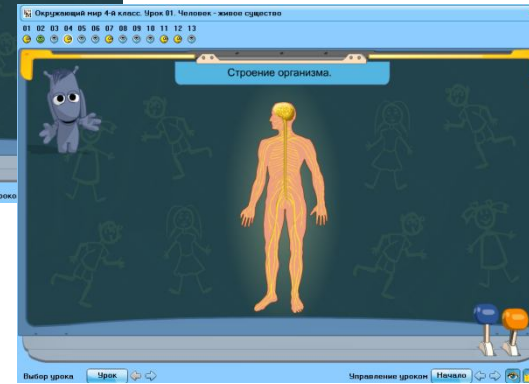 Окружающий мир 4-й класс. Урок 01. Человек - живое существо
01 02 03 04 05 06 07 08 09 10 11 12 13
Строение организма.
Выбор урока Урок Управление уроком Начало